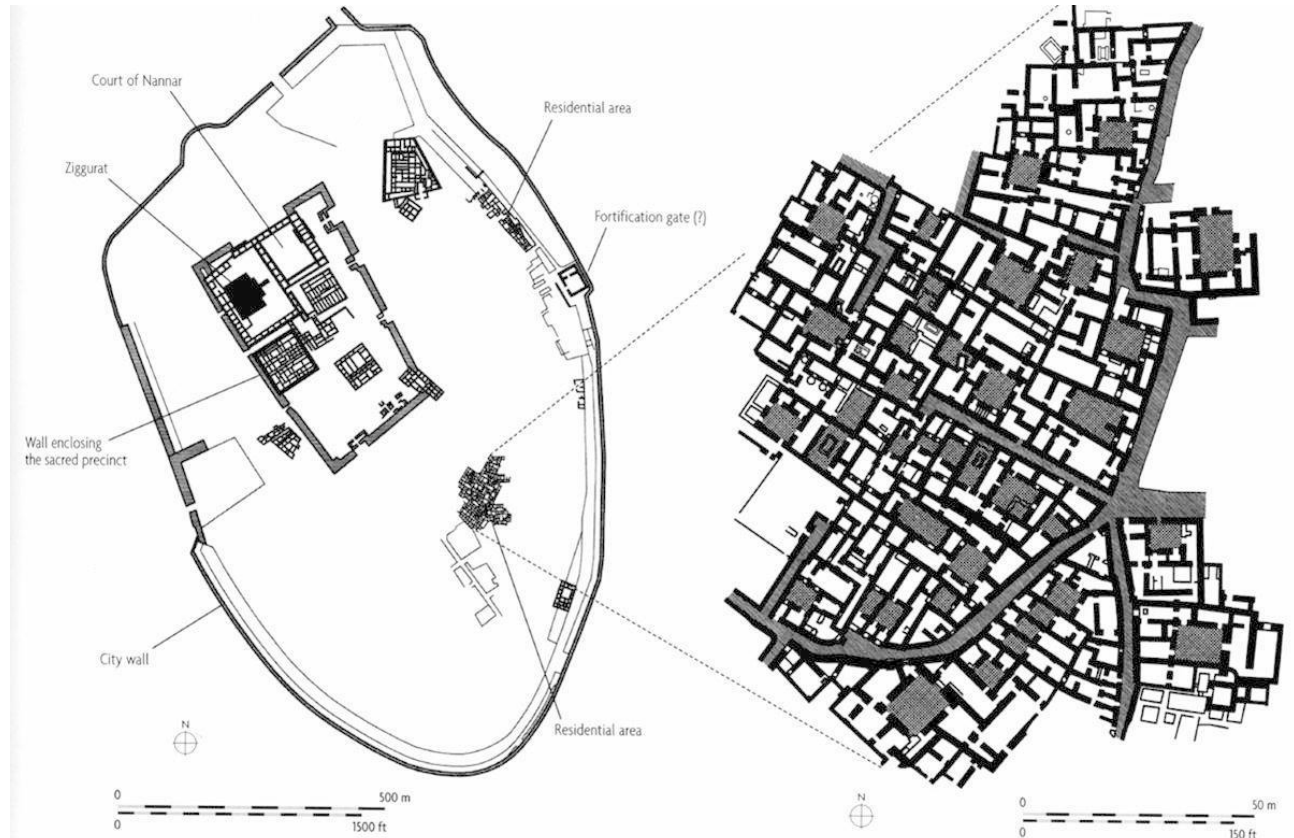 Court of Nannar
Residential area
Ziggurat
Fortification gate (?)
Wall enclosing
the sacred precinct
City wall
Residential area
N
0 500 m
0 1500 ft
N
0 50 m
0 150 ft